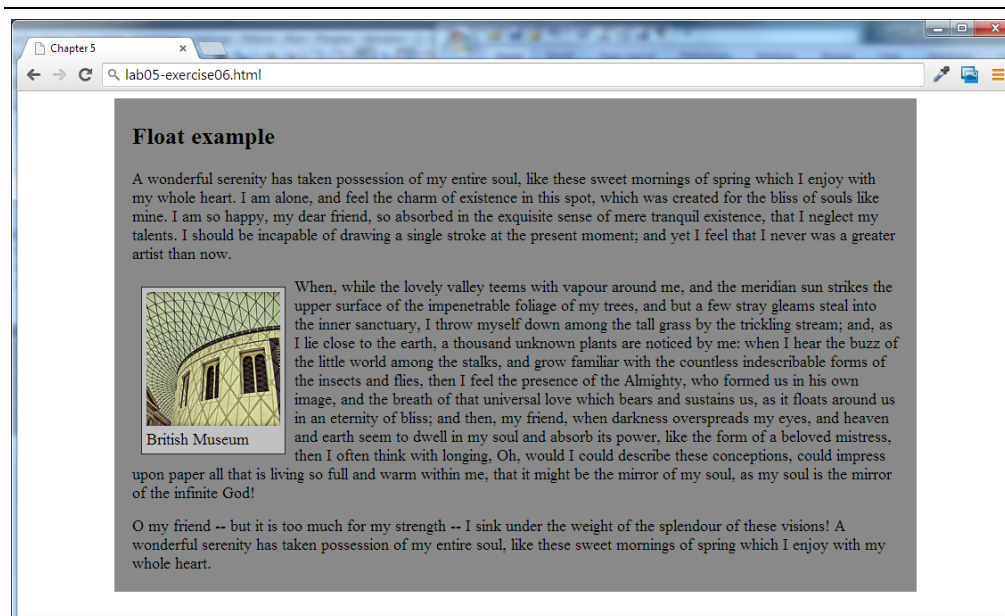 Chapter 5
lab05-exercise06.html
Float example
A wonderful serenity has taken possession of my entire soul, like these sweet mornings of spring which I enjoy with
my whole heart. I am alone, and feel the charm of existence in this spot, which was created for the bliss of souls like
mine. I am so happy, my dear friend, so absorbed in the exquisite sense of mere tranquil existence, that I neglect my
talents. I should be incapable of drawing a single stroke at the present moment; and yet I feel that I never was a greater
artist than now.
When, while the lovely valley teems with vapour around me, and the meridian sun strikes the
upper surface of the impenetrable foliage of my trees, and but a few stray gleams steal into
the inner sanctuary, I throw myself down among the tall grass by the trickling stream; and, as
I lie close to the earth, a thousand unknown plants are noticed by me: when I hear the buzz of
the little world among the stalks, and grow familiar with the countless indescribable forms of
the insects and flies, then I feel the presence of the Almighty, who formed us in his own
image, and the breath of that universal love which bears and sustains us, as it floats around us
in an eternity of bliss; and then, my friend, when darkness overspreads my eyes, and heaven
and earth seem to dwell in my soul and absorb its power, like the form of a beloved mistress,
then I often think with longing, Oh, would I could describe these conceptions, could impress
upon paper all that is living so full and warm within me, that it might be the mirror of my soul, as my soul is the mirror
of the infinite God!
British Museum
O my friend -- but it is too much for my strength -- I sink under the weight of the splendour of these visions! A
wonderful serenity has taken possession of my entire soul, like these sweet mornings of spring which I enjoy with my
whole heart.